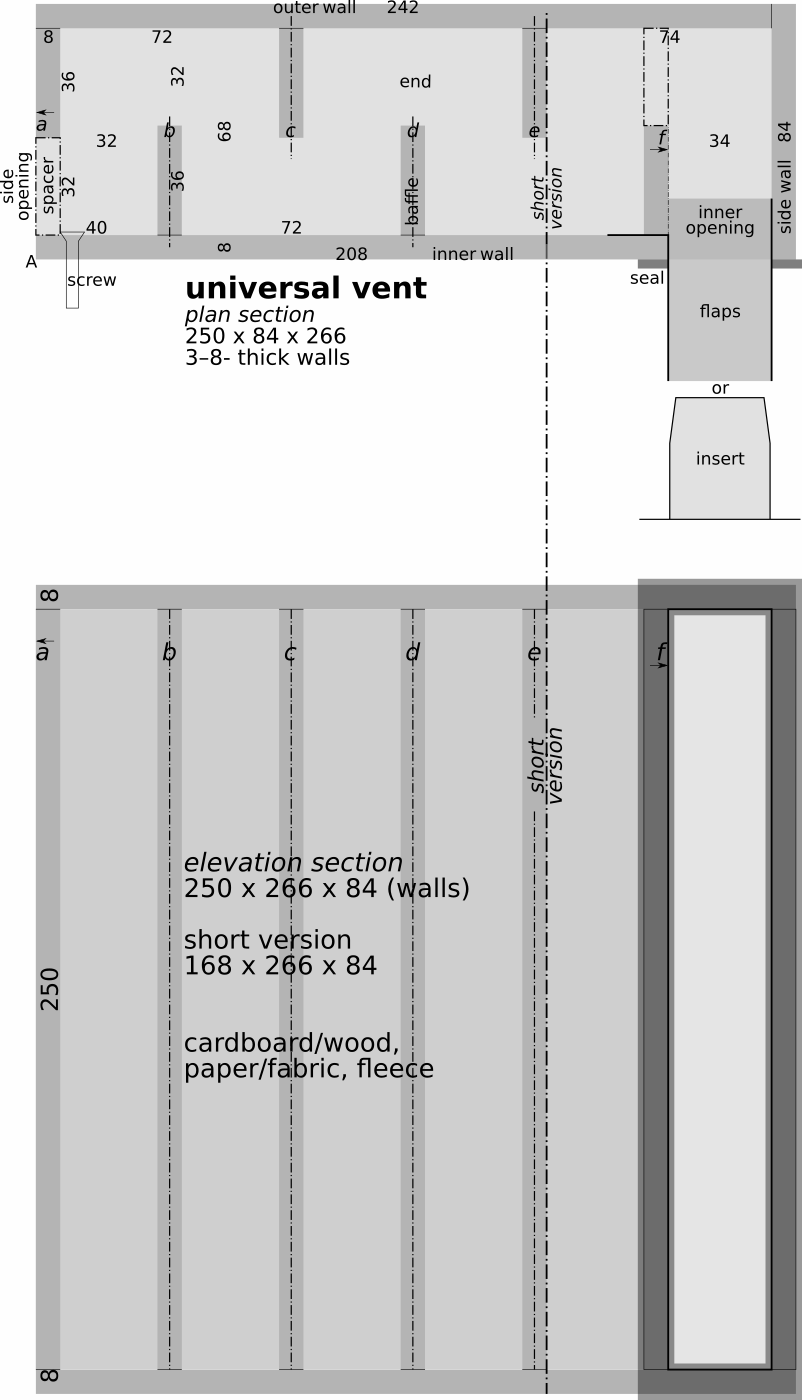 outer wall 242
8 72 74
36 32 end
a b c d e f
32 68 34 84
side
opening
spacer
32 36 baffle
short
version
side wall
inner
opening
40 72
8
208 inner wall
A
screw
seal
universal vent
plan section
250 x 84 x 266
3–8- thick walls
flaps
or
insert
8
a b c d e f
short
version
elevation section
250 x 266 x 84 (walls)
short version
168 x 266 x 84
250
cardboard/wood,
paper/fabric, fleece
8